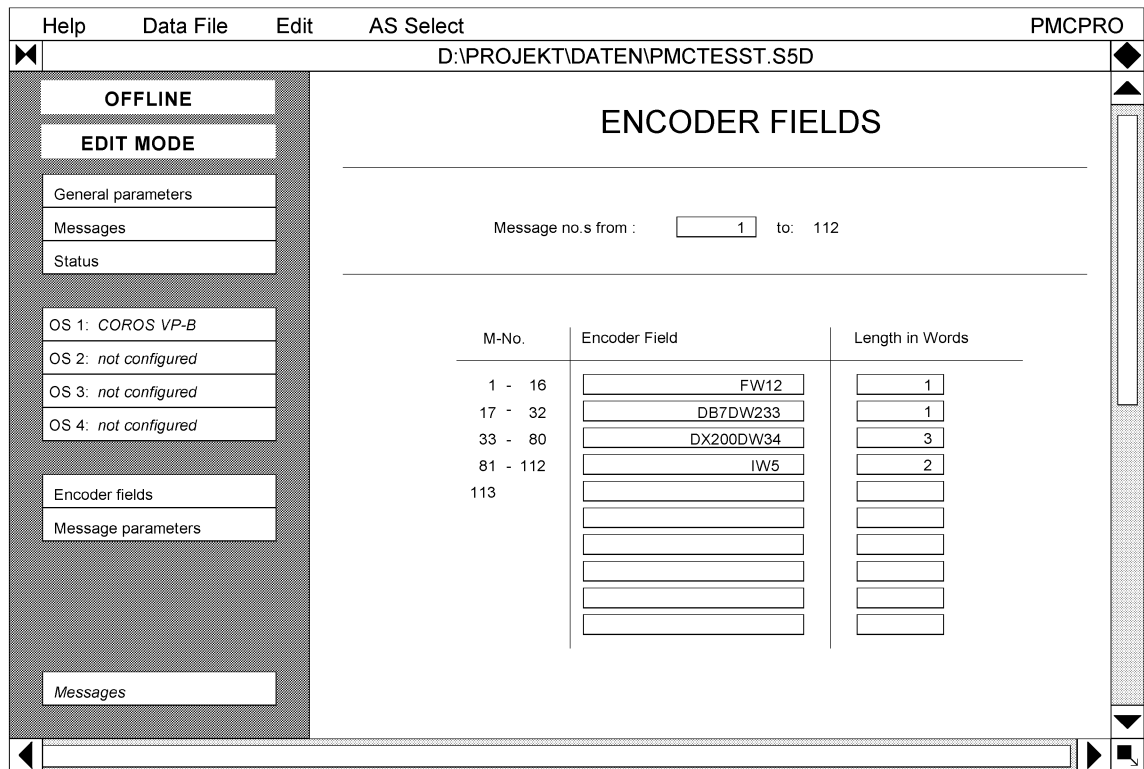 Help Data File Edit AS Select PMCPRO
D:\PROJEKT\DATEN\PMCTESST.S5D
OFFLINE
EDIT MODE
General parameters
Messages
Status
OS 1: COROS VP-B
OS 2: not configured
OS 3: not configured
OS 4: not configured
Encoder fields
Message parameters
Messages
ENCODER FIELDS
Message no.s from : 1 to: 112
M-No. Encoder Field Length in Words
1 - 16 FW12 1
17 - 32 DB7DW233 1
33 - 80 DX200DW34 3
81 - 112 IW5 2
113